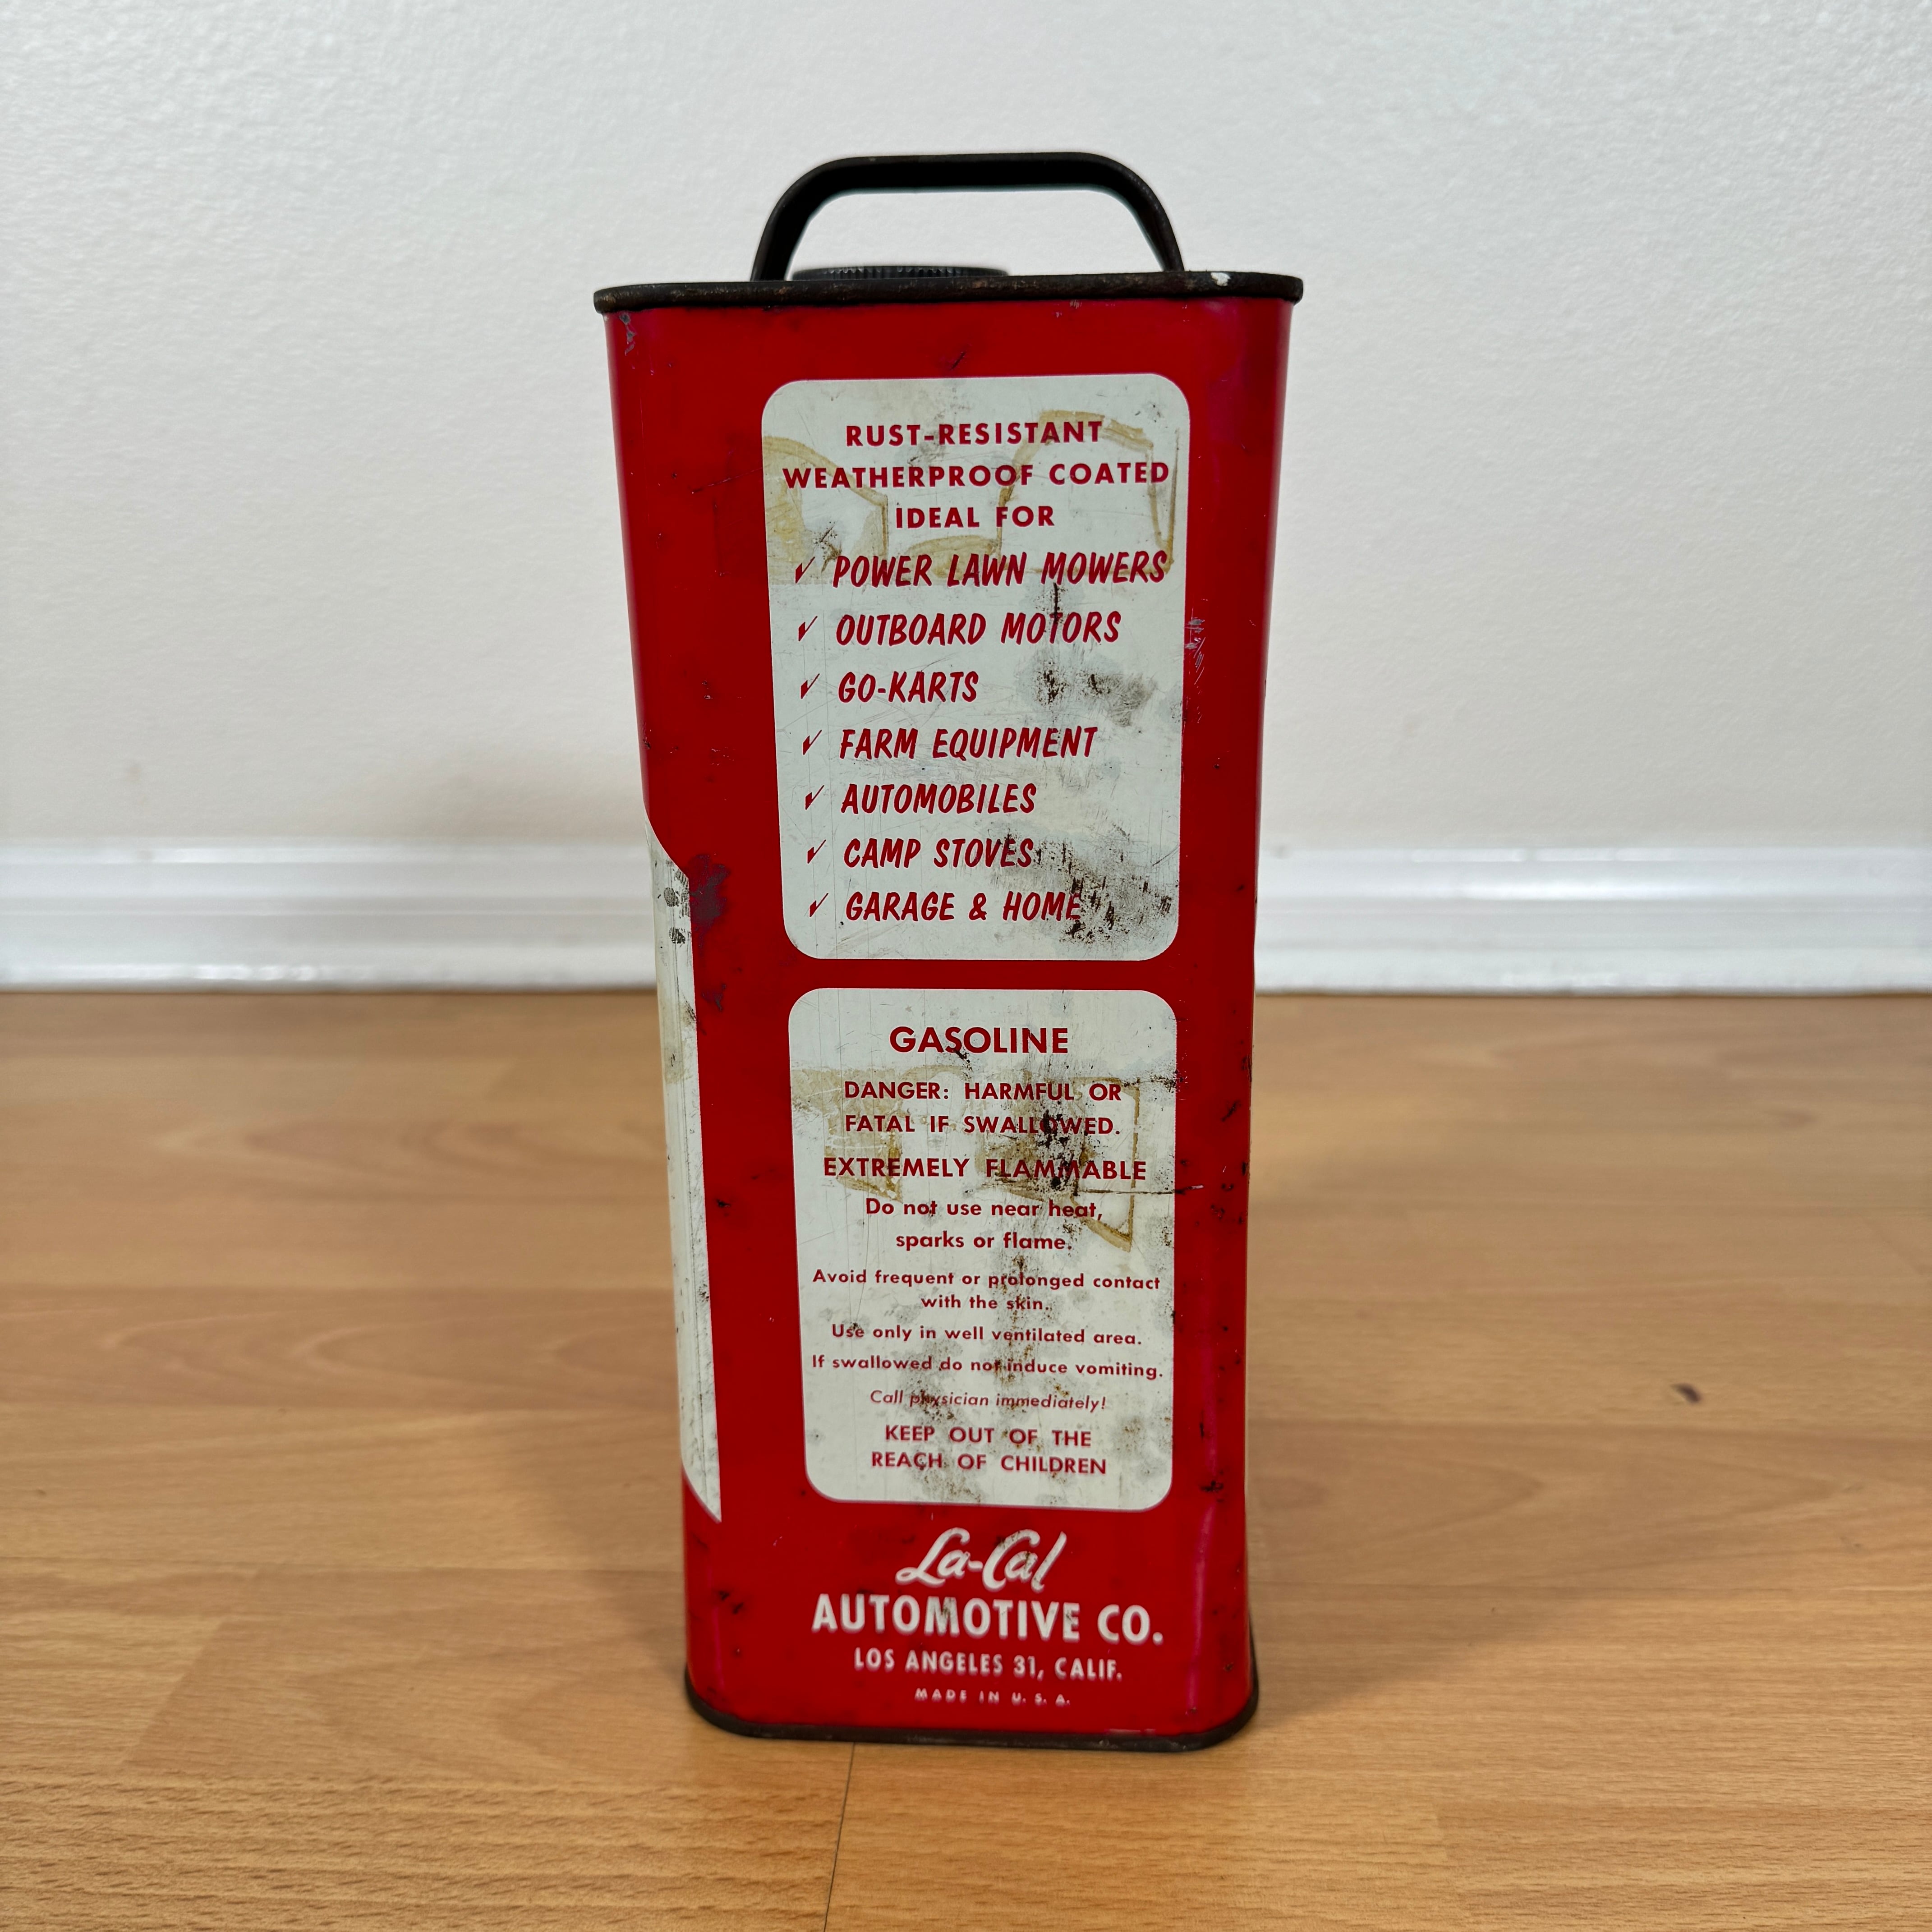 RUST-RESISTANT
WEATHERPROOF COATED
IDEAL FOR
✓ POWER LAWN MOWERS
✓ OUTBOARD MOTORS
✓ GO-KARTS
✓ FARM EQUIPMENT
✓ AUTOMOBILES
✓ CAMP STOVES
✓ GARAGE & HOME
GASOLINE
DANGER: HARMFUL OR
FATAL IF SWALLOWED.
EXTREMELY FLAMMABLE
Do not use near heat,
sparks or flame.
Avoid frequent or prolonged contact
with the skin.
Use only in well ventilated area.
If swallowed do not induce vomiting.
Call physician immediately!
KEEP OUT OF THE
REACH OF CHILDREN
La-Cal
AUTOMOTIVE CO.
LOS ANGELES 31, CALIF.
MADE IN U.S.A.